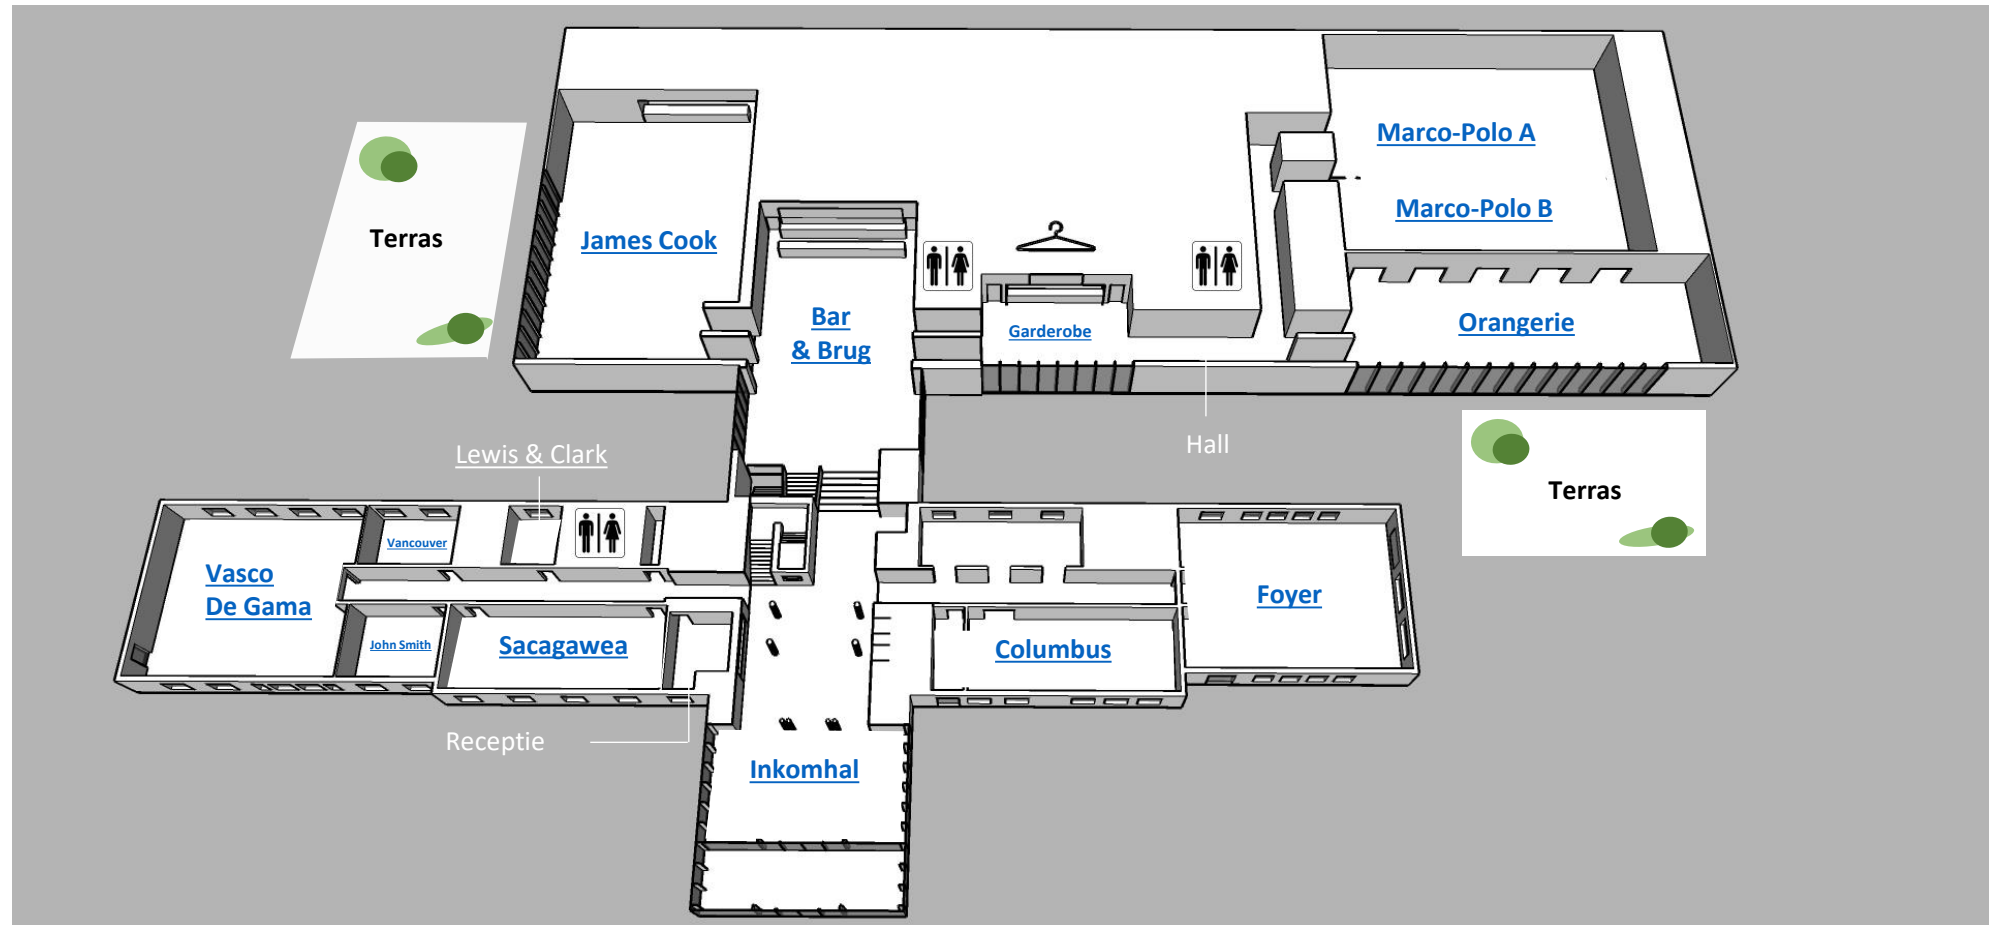 Marco-Polo A
Marco-Polo B
Terras
James Cook
Bar
& Brug
Garderobe
Orangerie
Hall
Lewis & Clark
Terras
Vancouver
Vasco
De Gama
John Smith
Sacagawea
Columbus
Foyer
Receptie
Inkomhal